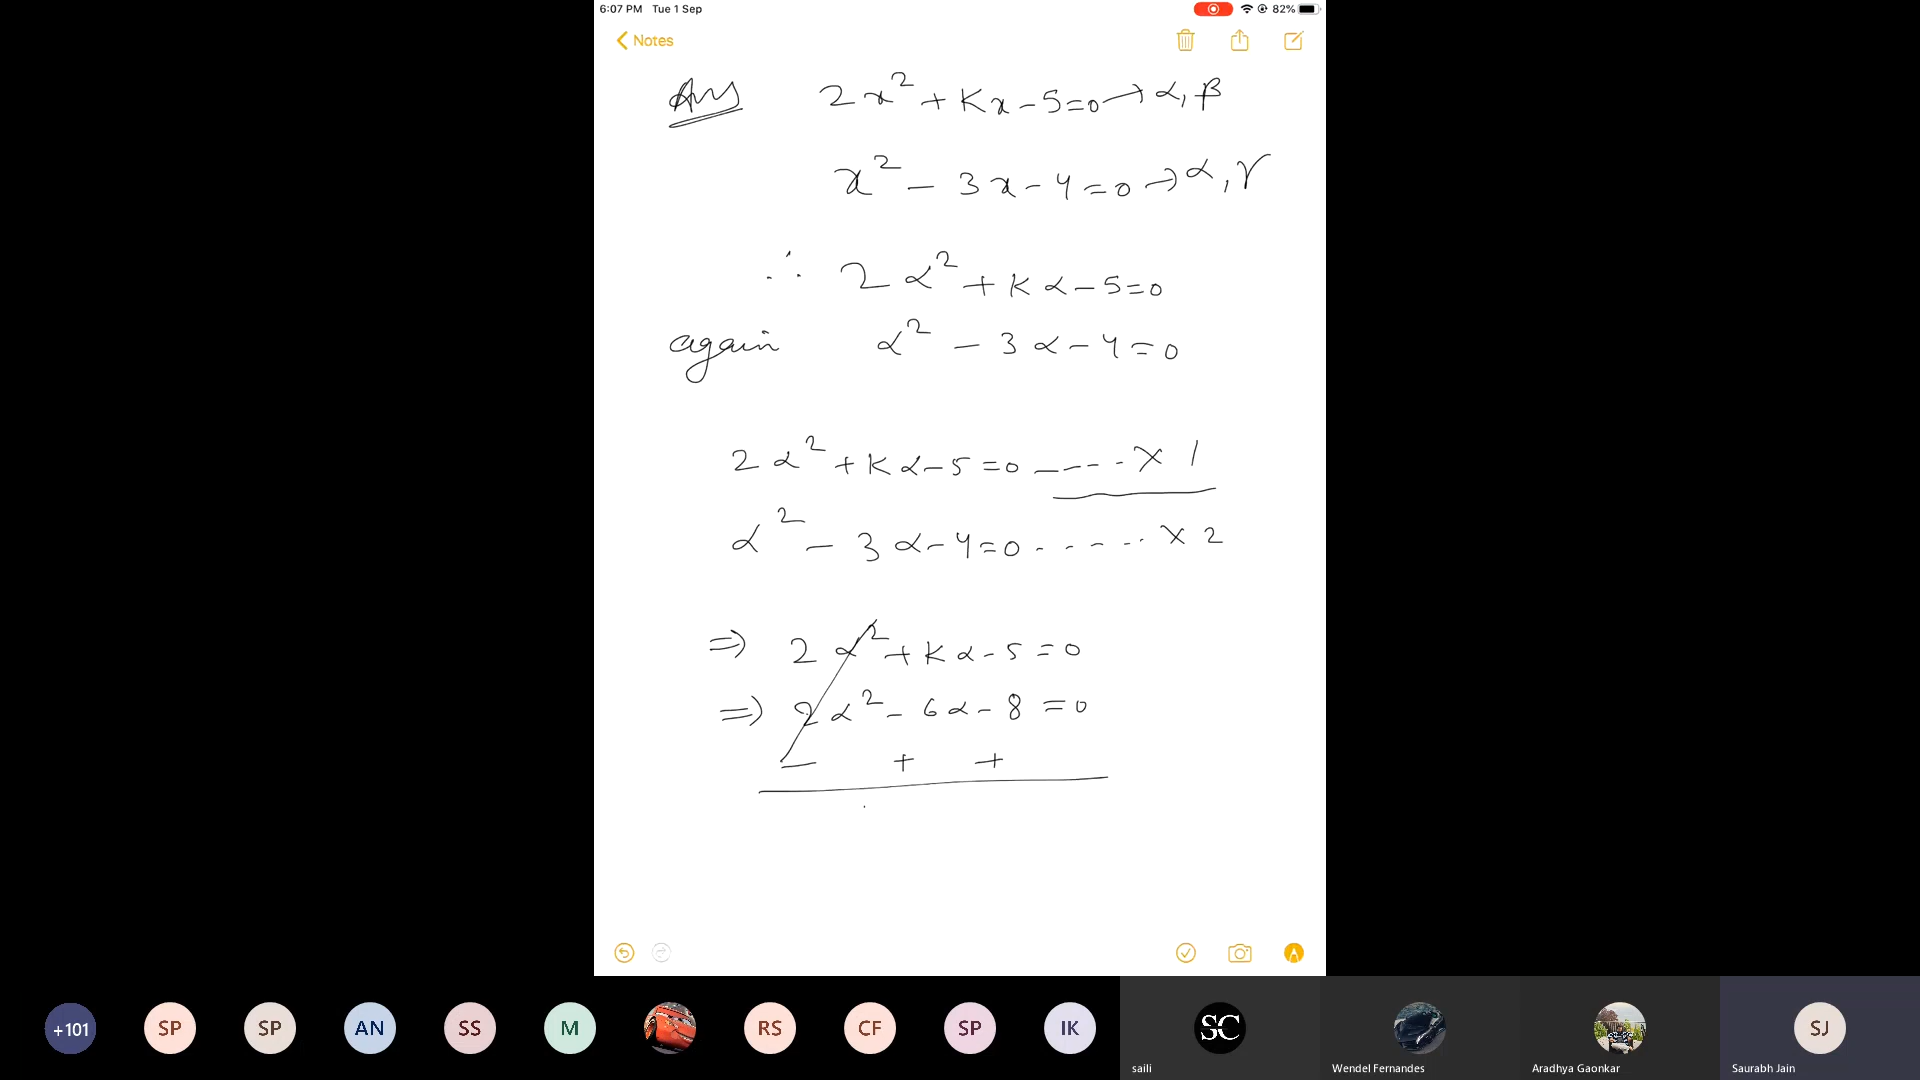 6:07 PM Tue 1 Sep 82%
Notes
Ans 2x² + Kx - 5 = 0 → α, β
x² - 3x - 4 = 0 → α, γ
∴ 2α² + Kα - 5 = 0
again α² - 3α - 4 = 0
2α² + Kα - 5 = 0 ----- × 1
α² - 3α - 4 = 0 ------ × 2
⇒ 2α² + Kα - 5 = 0
⇒ 2α² - 6α - 8 = 0
- + +
+101 SP SP AN SS M RS CF SP IK SC SJ
saili Wendel Fernandes Aradhya Gaonkar Saurabh Jain